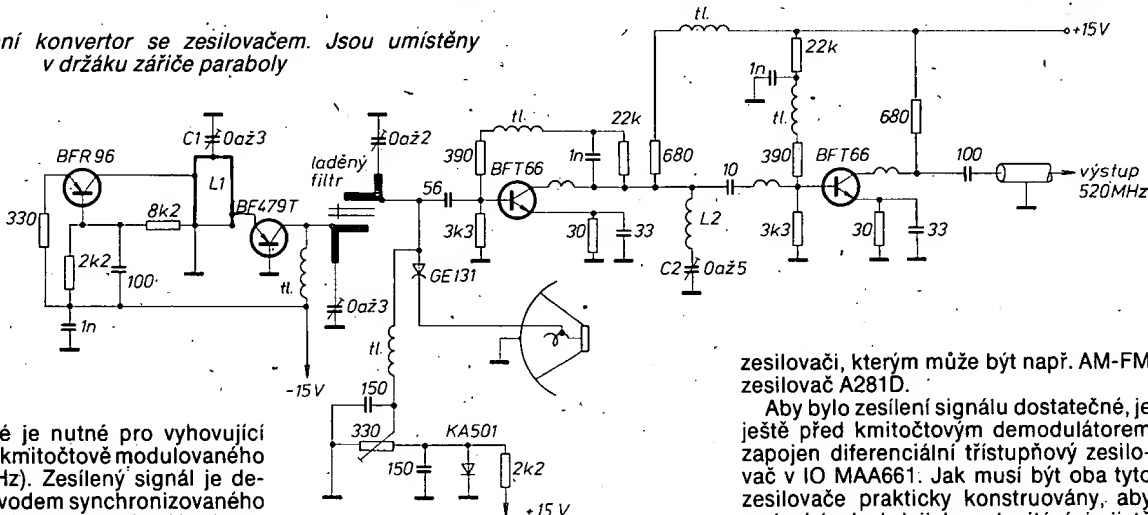 ní konvertor se zesilovačem. Jsou umístěny
v držáku zářiče paraboly
tl.
+15V
22k
1n
tl.
680
C1
0až3
0až2
tl.
22k
BFR96
L1
laděný
filtr
390
1n
680
390
BFT66
100
výstup
520MHz
330
8k2
BF479T
56
BFT66
10
2k2
100
tl.
3k3
30
33
L2
3k3
30
33
0až3
GE131
C2
0až5
1n
-15V
tl.
150
330
KA501
150
2k2
+15V
é je nutné pro vyhovující
kmitočtově modulovaného
Hz). Zesílený signál je de-
vodem synchronizovaného
zesilovači, kterým může být např. AM-FM
zesilovač A281D.
Aby bylo zesílení signálu dostatečné, je
ještě před kmitočtovým demodulátorem
zapojen diferenciální třístupňový zesilo-
vač v IO MAA661. Jak musí být oba tyto
zesilovače prakticky konstruovány, aby